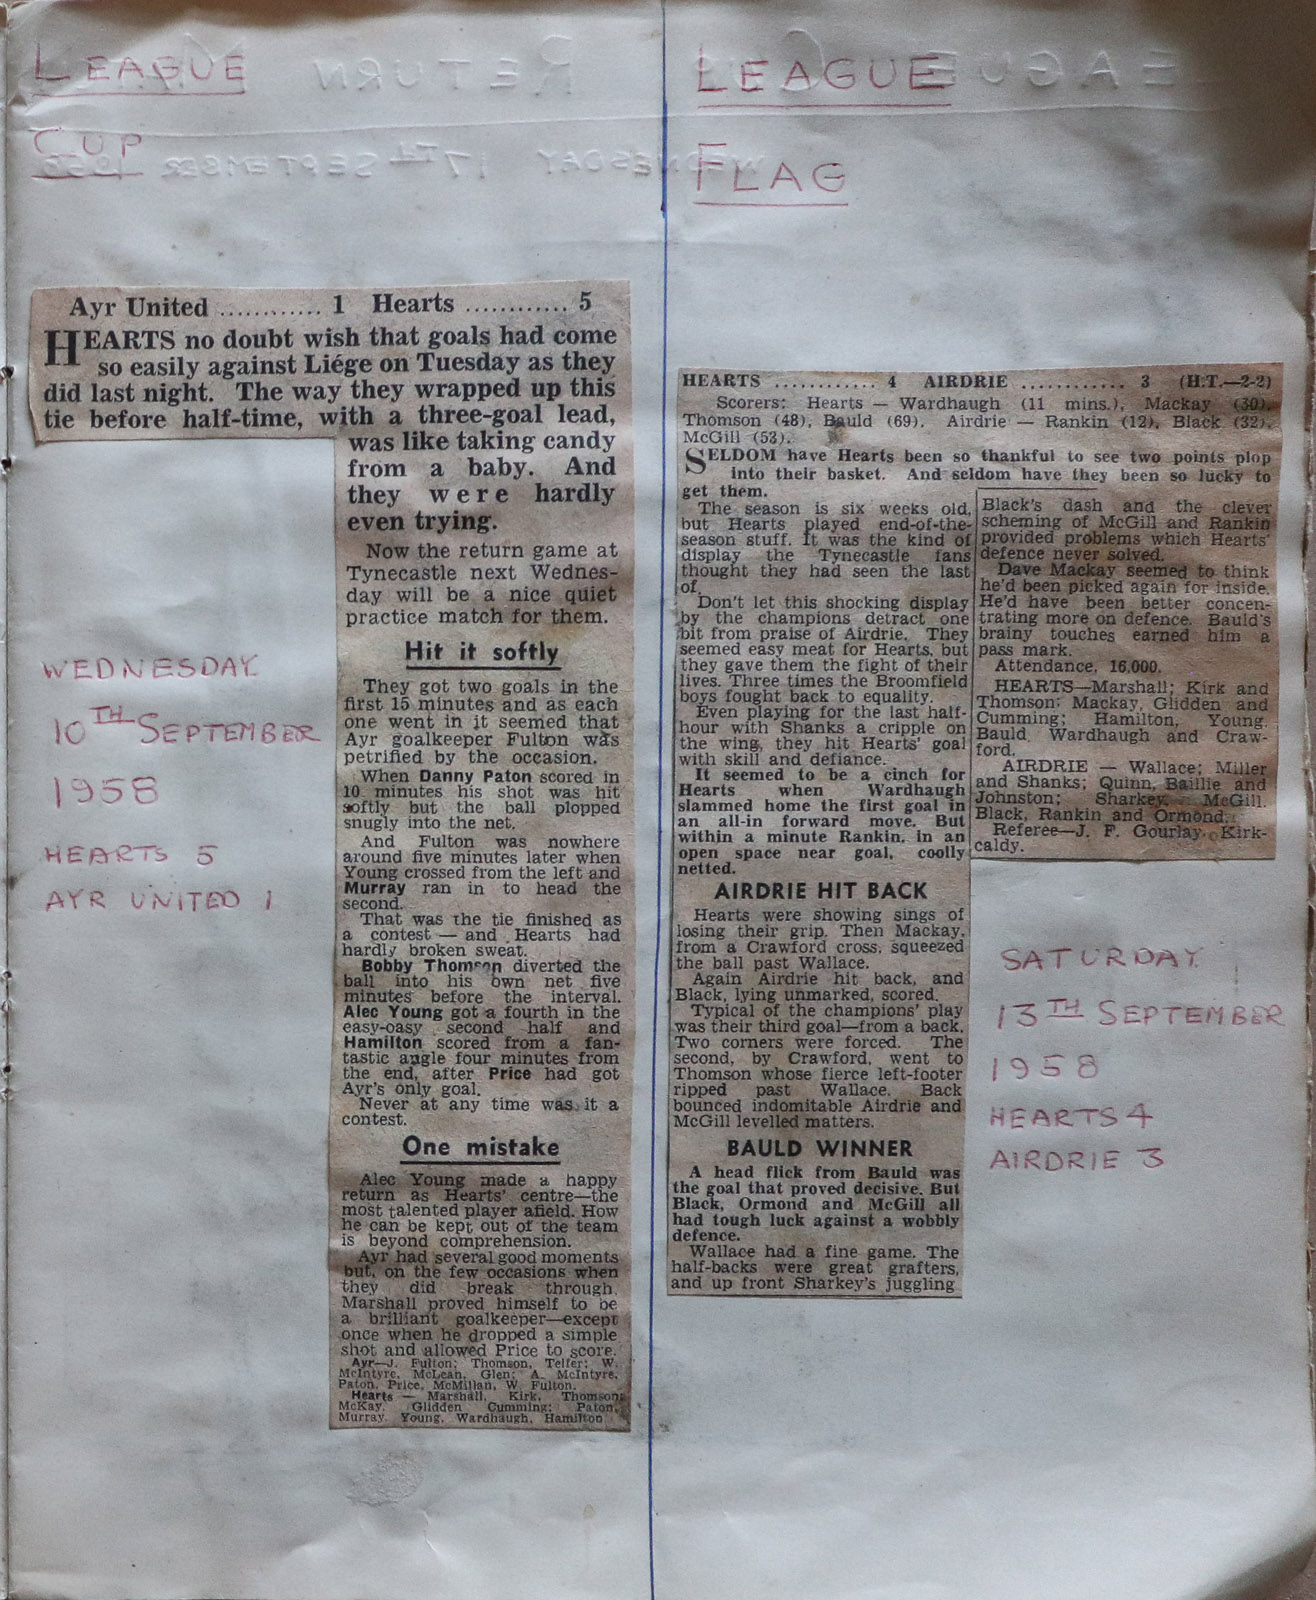 LEAGUE
CUP
Ayr United ............ 1 Hearts ............ 5
HEARTS no doubt wish that goals had come
so easily against Liége on Tuesday as they
did last night. The way they wrapped up this
tie before half-time, with a three-goal lead,
was like taking candy
from a baby. And
they were hardly
even trying.
Now the return game at
Tynecastle next Wednes-
day will be a nice quiet
practice match for them.
Hit it softly
They got two goals in the
first 15 minutes and as each
one went in it seemed that
Ayr goalkeeper Fulton was
petrified by the occasion.
When Danny Paton scored in
10 minutes his shot was hit
softly but the ball plopped
snugly into the net.
And Fulton was nowhere
around five minutes later when
Young crossed from the left and
Murray ran in to head the
second.
That was the tie finished as
a contest — and Hearts had
hardly broken sweat.
Bobby Thomson diverted the
ball into his own net five
minutes before the interval.
Alec Young got a fourth in the
easy-oasy second half and
Hamilton scored from a fan-
tastic angle four minutes from
the end, after Price had got
Ayr's only goal.
Never at any time was it a
contest.
One mistake
Alec Young made a happy
return as Hearts' centre—the
most talented player afield. How
he can be kept out of the team
is beyond comprehension.
Ayr had several good moments
but, on the few occasions when
they did break through,
Marshall proved himself to be
a brilliant goalkeeper—except
once when he dropped a simple
shot and allowed Price to score.
Ayr—J. Fulton; Thomson, Telfer; W.
McIntyre, McLean, Glen; A. McIntyre,
Paton, Price, McMillan, W. Fulton.
Hearts — Marshall, Kirk, Thomson;
McKay, Glidden Cumming; Paton,
Murray, Young, Wardhaugh, Hamilton
WEDNESDAY
10TH SEPTEMBER
1958
HEARTS 5
AYR UNITED 1
LEAGUE
FLAG
HEARTS ............ 4 AIRDRIE ............ 3 (H.T.—2-2)
Scorers: Hearts — Wardhaugh (11 mins.), Mackay (30),
Thomson (48), Bauld (69). Airdrie — Rankin (12), Black (32),
McGill (53).
SELDOM have Hearts been so thankful to see two points plop
into their basket. And seldom have they been so lucky to
get them.
The season is six weeks old,
but Hearts played end-of-the-
season stuff. It was the kind of
display the Tynecastle fans
thought they had seen the last
of.
Don't let this shocking display
by the champions detract one
bit from praise of Airdrie. They
seemed easy meat for Hearts, but
they gave them the fight of their
lives. Three times the Broomfield
boys fought back to equality.
Even playing for the last half-
hour with Shanks a cripple on
the wing, they hit Hearts' goal
with skill and defiance.
It seemed to be a cinch for
Hearts when Wardhaugh
slammed home the first goal in
an all-in forward move. But
within a minute Rankin, in an
open space near goal, coolly
netted.
AIRDRIE HIT BACK
Hearts were showing sings of
losing their grip. Then Mackay,
from a Crawford cross, squeezed
the ball past Wallace.
Again Airdrie hit back, and
Black, lying unmarked, scored.
Typical of the champions' play
was their third goal—from a back.
Two corners were forced. The
second, by Crawford, went to
Thomson whose fierce left-footer
ripped past Wallace. Back
bounced indomitable Airdrie and
McGill levelled matters.
BAULD WINNER
A head flick from Bauld was
the goal that proved decisive. But
Black, Ormond and McGill all
had tough luck against a wobbly
defence.
Wallace had a fine game. The
half-backs were great grafters,
and up front Sharkey's juggling
Black's dash and the clever
scheming of McGill and Rankin
provided problems which Hearts'
defence never solved.
Dave Mackay seemed to think
he'd been picked again for inside.
He'd have been better concen-
trating more on defence. Bauld's
brainy touches earned him a
pass mark.
Attendance, 16,000.
HEARTS—Marshall; Kirk and
Thomson; Mackay, Glidden and
Cumming; Hamilton, Young,
Bauld, Wardhaugh and Craw-
ford.
AIRDRIE — Wallace; Miller
and Shanks; Quinn, Baillie and
Johnston; Sharkey, McGill,
Black, Rankin and Ormond.
Referee—J. F. Gourlay, Kirk-
caldy.
SATURDAY
13TH SEPTEMBER
1958
HEARTS 4
AIRDRIE 3